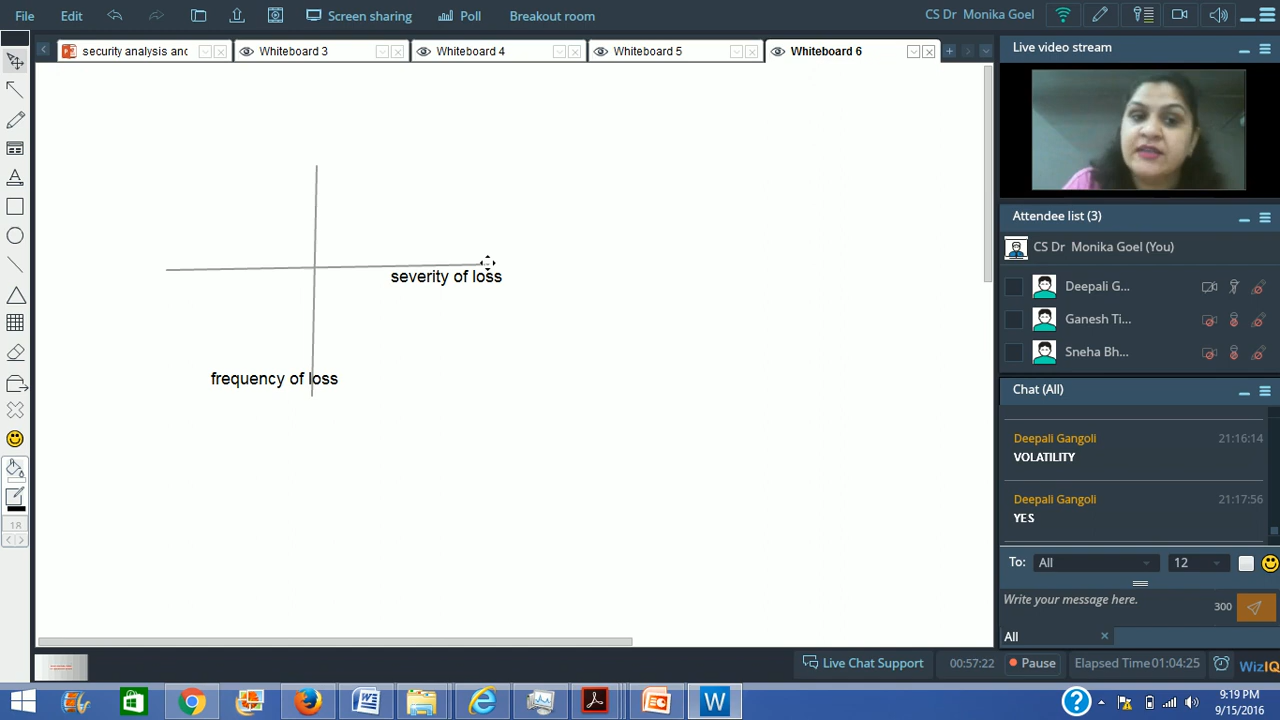 File
Edit
Screen sharing
Poll
Breakout room
CS Dr Monika Goel
security analysis and
Whiteboard 3
Whiteboard 4
Whiteboard 5
Whiteboard 6
Live video stream
severity of loss
frequency of loss
Attendee list (3)
CS Dr Monika Goel (You)
Deepali G...
Ganesh Ti...
Sneha Bh...
Chat (All)
Deepali Gangoli 21:16:14
VOLATILITY
Deepali Gangoli 21:17:56
YES
To: All 12
Write your message here. 300
All
18
Live Chat Support
00:57:22
Pause
Elapsed Time 01:04:25
WizIQ
9:19 PM
9/15/2016